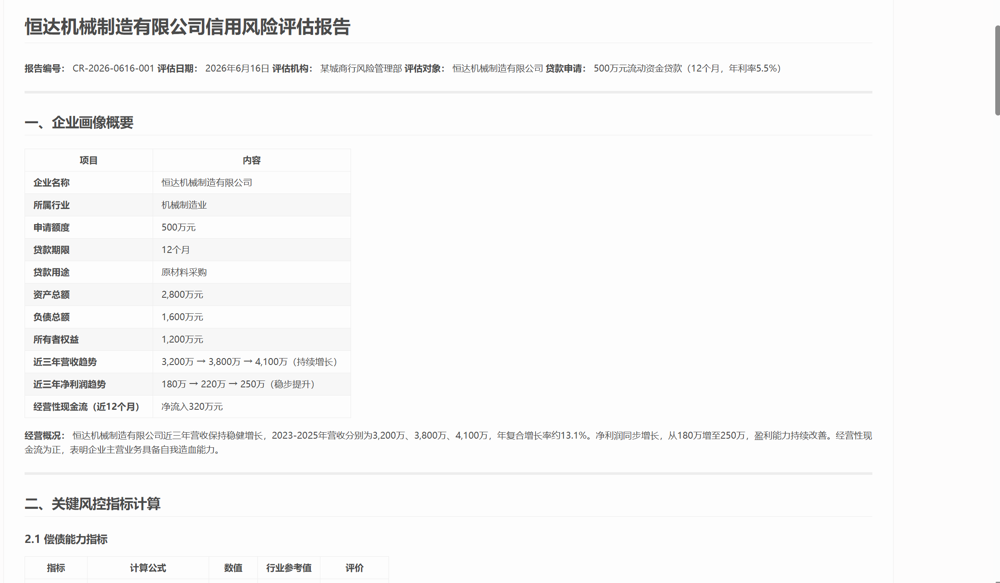 恒达机械制造有限公司信用风险评估报告
报告编号： CR-2026-0616-001 评估日期： 2026年6月16日 评估机构： 某城商行风险管理部 评估对象： 恒达机械制造有限公司 贷款申请： 500万元流动资金贷款（12个月，年利率5.5%）
一、企业画像概要
项目 内容
企业名称 恒达机械制造有限公司
所属行业 机械制造业
申请额度 500万元
贷款期限 12个月
贷款用途 原材料采购
资产总额 2,800万元
负债总额 1,600万元
所有者权益 1,200万元
近三年营收趋势 3,200万 → 3,800万 → 4,100万（持续增长）
近三年净利润趋势 180万 → 220万 → 250万（稳步提升）
经营性现金流（近12个月） 净流入320万元
经营概况： 恒达机械制造有限公司近三年营收保持稳健增长，2023-2025年营收分别为3,200万、3,800万、4,100万，年复合增长率约13.1%。净利润同步增长，从180万增至250万，盈利能力持续改善。经营性现
金流为正，表明企业主营业务具备自我造血能力。
二、关键风控指标计算
2.1 偿债能力指标
指标 计算公式 数值 行业参考值 评价